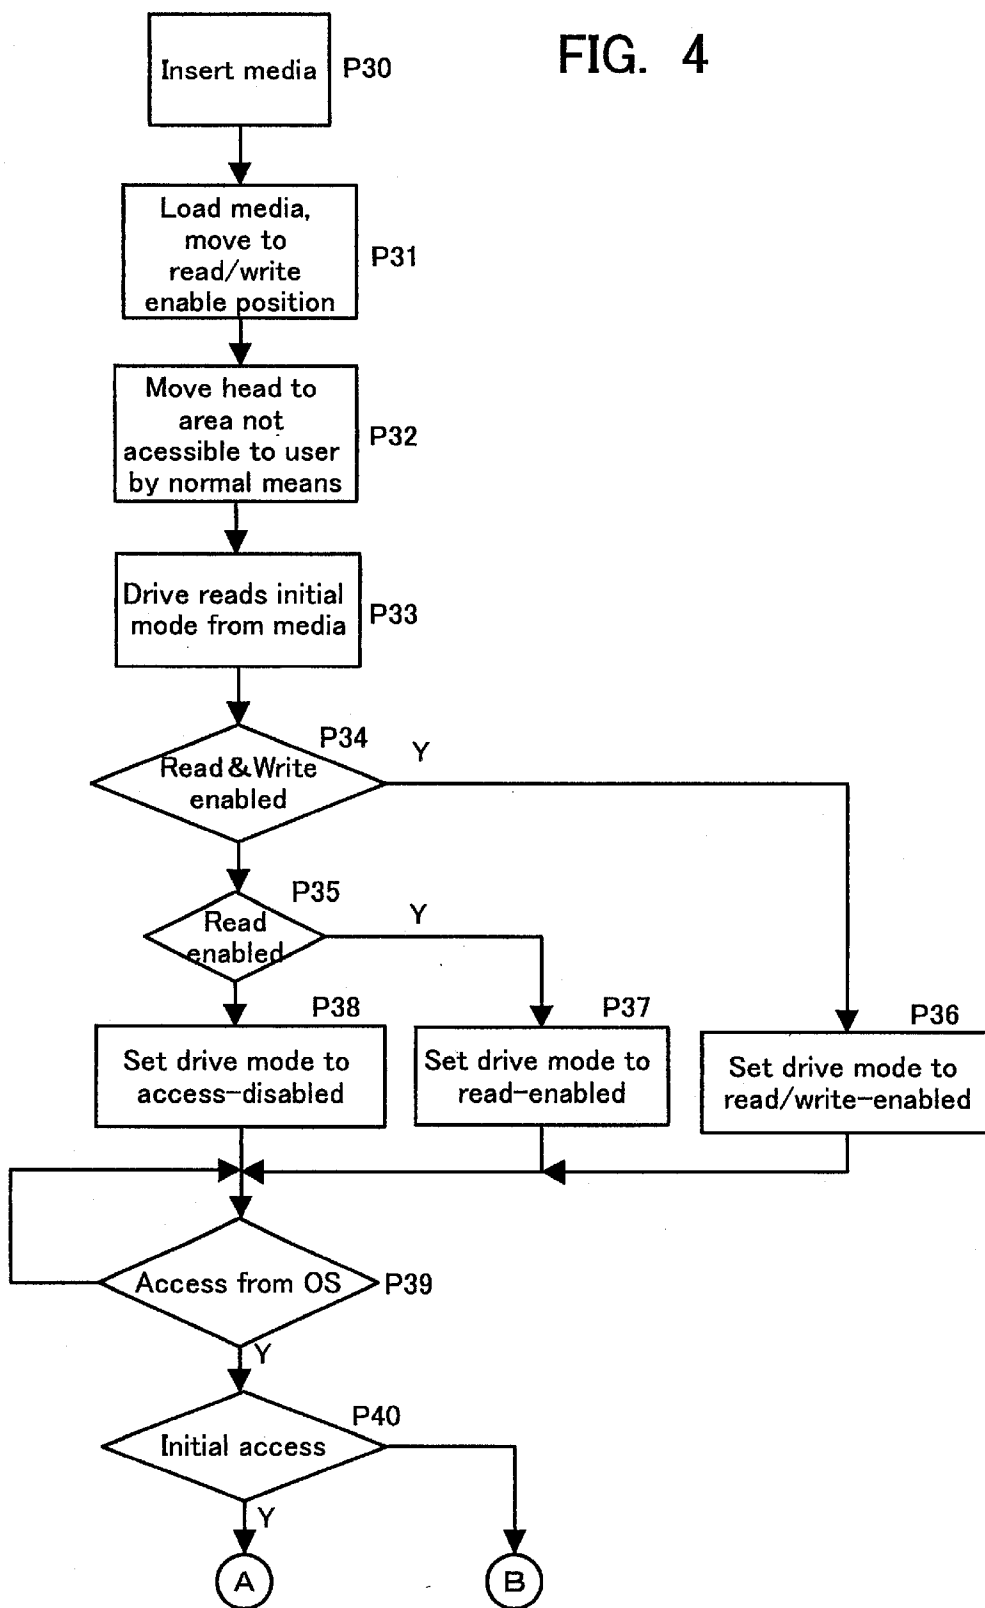 FIG. 4
Insert media
P30
Load media,
move to
read/write
enable position
P31
Move head to
area not
acessible to user
by normal means
P32
Drive reads initial
mode from media
P33
P34
Read&Write
enabled
Y
P35
Read
enabled
Y
P38
Set drive mode to
access-disabled
P37
Set drive mode to
read-enabled
P36
Set drive mode to
read/write-enabled
Access from OS
P39
Y
P40
Initial access
Y
A
B